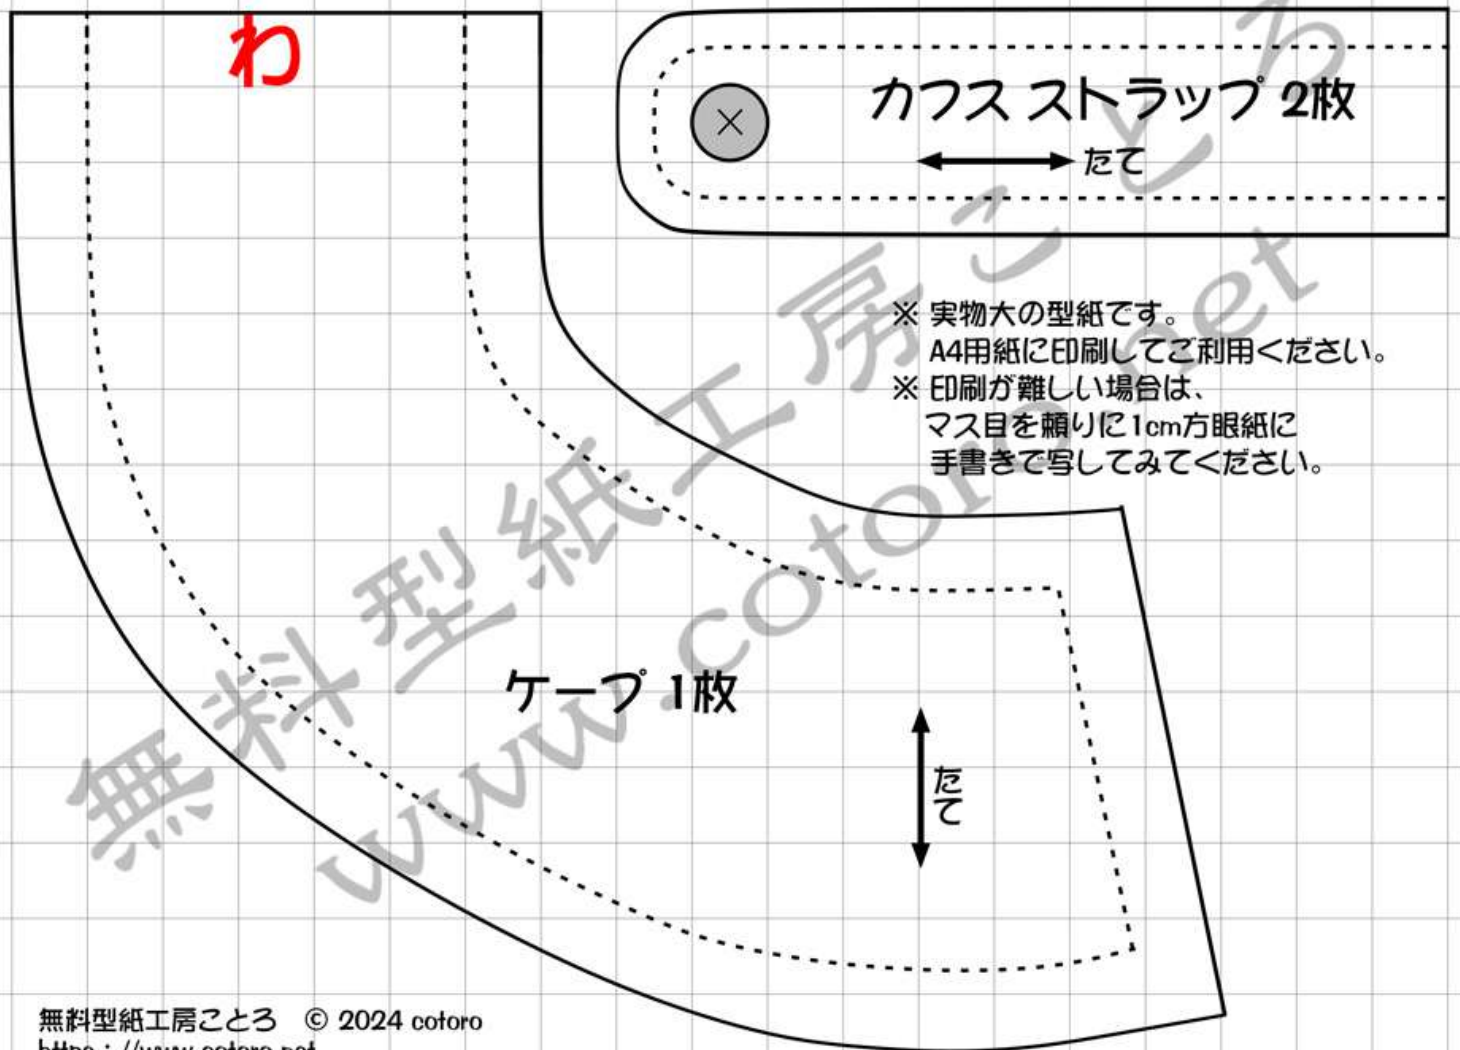 わ
カフス ストラップ 2枚
たて
※ 実物大の型紙です。
A4用紙に印刷してご利用ください。
※ 印刷が難しい場合は、
マス目を頼りに1cm方眼紙に
手書きで写してみてください。
ケープ 1枚
たて
無料型紙工房ことろ
www.cotoro.net
無料型紙工房ことろ © 2024 cotoro
https://www.cotoro.net